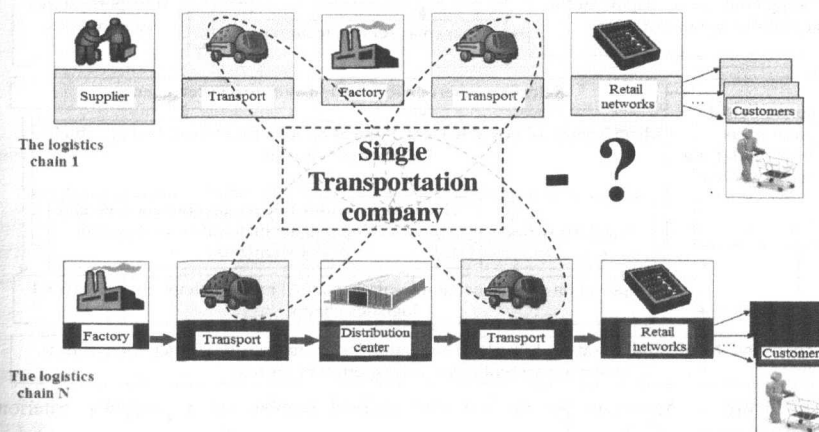 Supplier
Transport
Factory
Transport
Retail
networks
...
Customers
The logistics
chain 1
Single
Transportation
company
- ?
Factory
Transport
Distribution
center
Transport
Retail
networks
...
Customer
The logistics
chain N